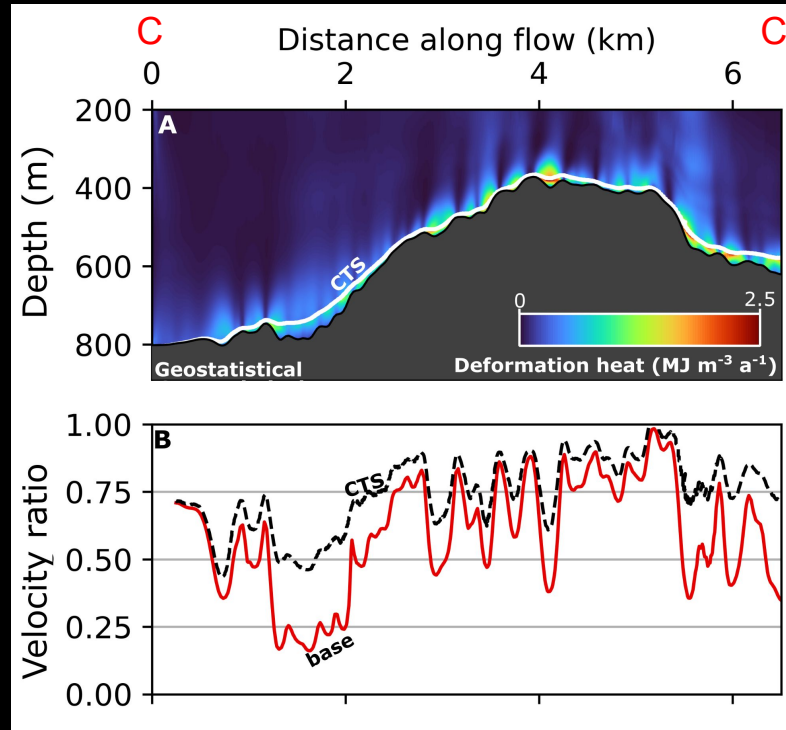 C
C
Distance along flow (km)
0 2 4 6
A
200
400
600
800
Depth (m)
CTS
0 2.5
Deformation heat (MJ m⁻³ a⁻¹)
Geostatistical
B
1.00
0.75
0.50
0.25
0.00
Velocity ratio
CTS
base